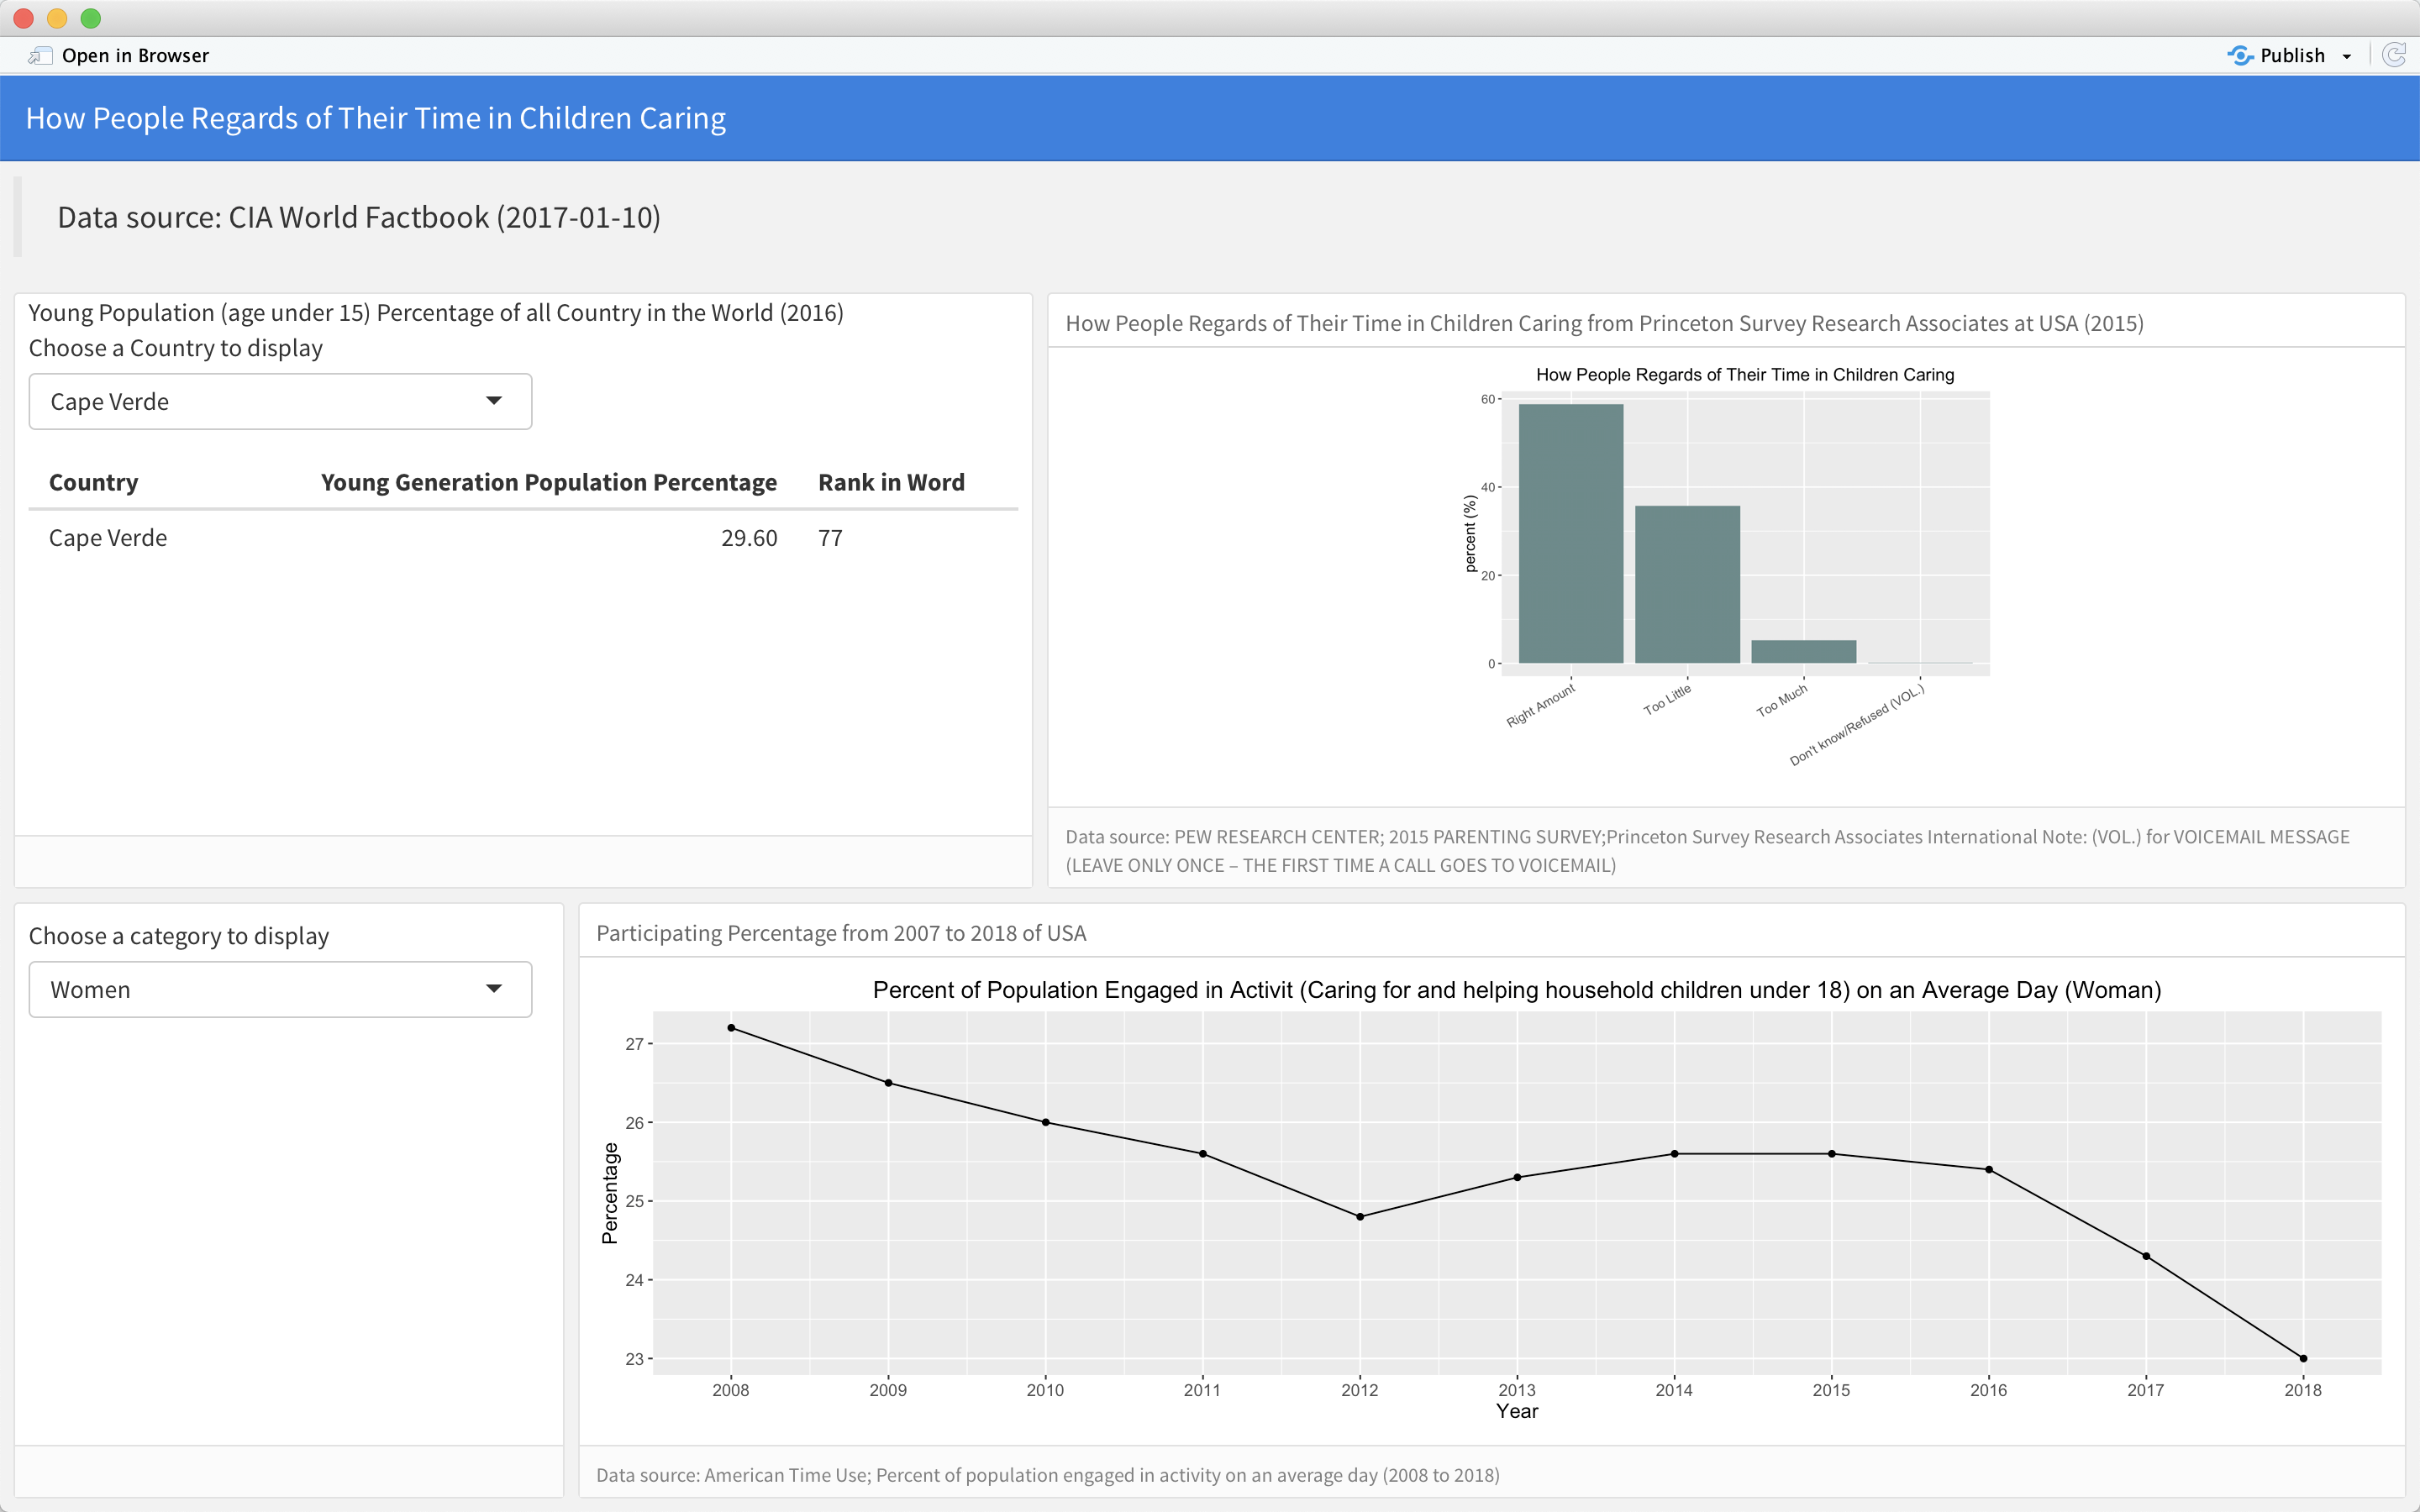 Open in Browser
Publish
How People Regards of Their Time in Children Caring
Data source: CIA World Factbook (2017-01-10)
Young Population (age under 15) Percentage of all Country in the World (2016)
Choose a Country to display
Cape Verde
Country Young Generation Population Percentage Rank in Word
Cape Verde 29.60 77
How People Regards of Their Time in Children Caring from Princeton Survey Research Associates at USA (2015)
How People Regards of Their Time in Children Caring
percent (%)
60
40
20
0
Right Amount
Too Little
Too Much
Don't know/Refused (VOL.)
Data source: PEW RESEARCH CENTER; 2015 PARENTING SURVEY;Princeton Survey Research Associates International Note: (VOL.) for VOICEMAIL MESSAGE
(LEAVE ONLY ONCE – THE FIRST TIME A CALL GOES TO VOICEMAIL)
Choose a category to display
Women
Participating Percentage from 2007 to 2018 of USA
Percent of Population Engaged in Activit (Caring for and helping household children under 18) on an Average Day (Woman)
Percentage
27
26
25
24
23
2008 2009 2010 2011 2012 2013 2014 2015 2016 2017 2018
Year
Data source: American Time Use; Percent of population engaged in activity on an average day (2008 to 2018)